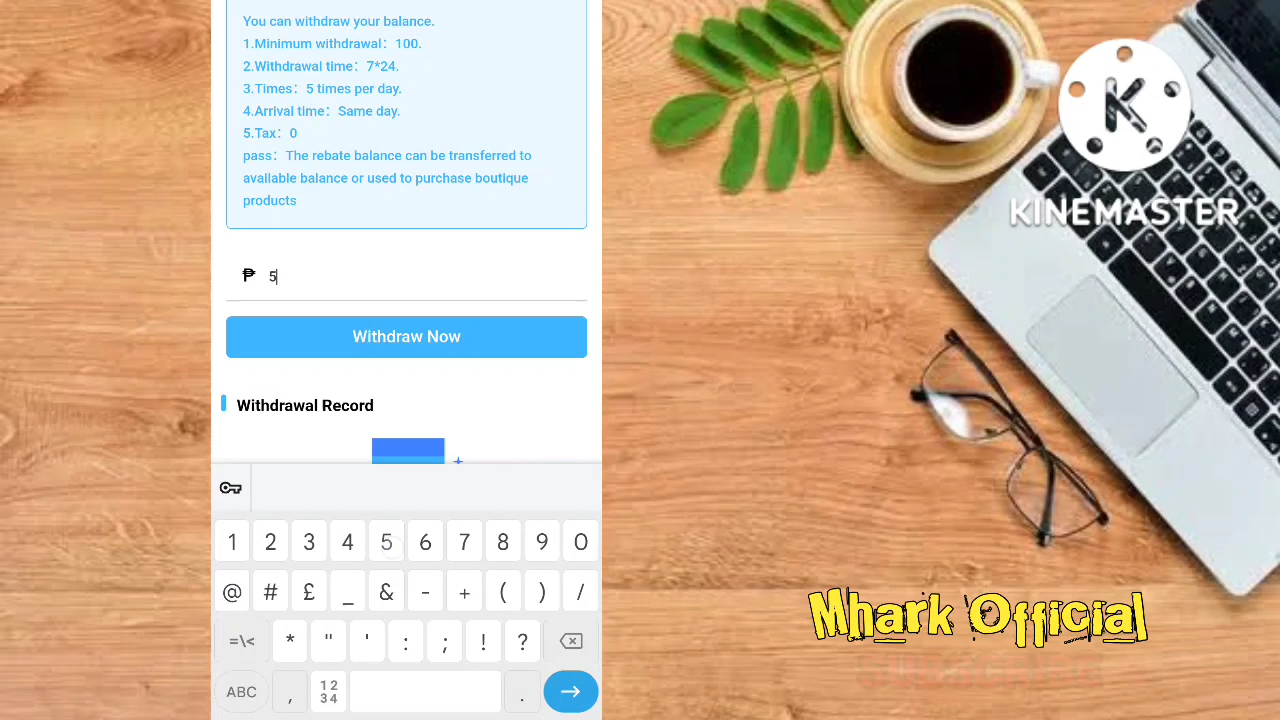 You can withdraw your balance.
1.Minimum withdrawal：100.
2.Withdrawal time：7*24.
3.Times：5 times per day.
4.Arrival time：Same day.
5.Tax：0
pass：The rebate balance can be transferred to
available balance or used to purchase boutique
products
₱ 5
Withdraw Now
Withdrawal Record
1 2 3 4 5 6 7 8 9 0
@ # £ _ & - + ( ) /
=\< * " ' : ; ! ?
ABC , 12 34 .
K
KINEMASTER
Mhark Official
SUBSCRIBE